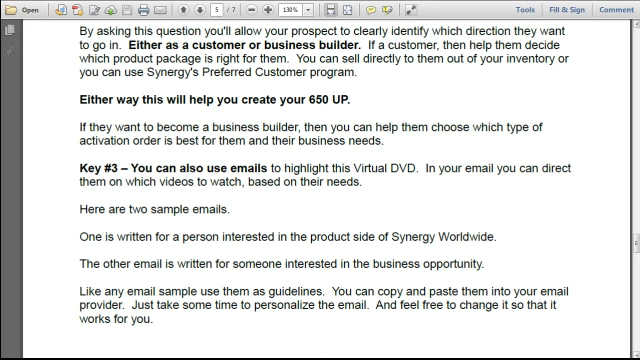 Open
5 / 7
130%
Tools
Fill & Sign
Comment
By asking this question you'll allow your prospect to clearly identify which direction they want
to go in. Either as a customer or business builder. If a customer, then help them decide
which product package is right for them. You can sell directly to them out of your inventory or
you can use Synergy's Preferred Customer program.
Either way this will help you create your 650 UP.
If they want to become a business builder, then you can help them choose which type of
activation order is best for them and their business needs.
Key #3 – You can also use emails to highlight this Virtual DVD. In your email you can direct
them on which videos to watch, based on their needs.
Here are two sample emails.
One is written for a person interested in the product side of Synergy Worldwide.
The other email is written for someone interested in the business opportunity.
Like any email sample use them as guidelines. You can copy and paste them into your email
provider. Just take some time to personalize the email. And feel free to change it so that it
works for you.